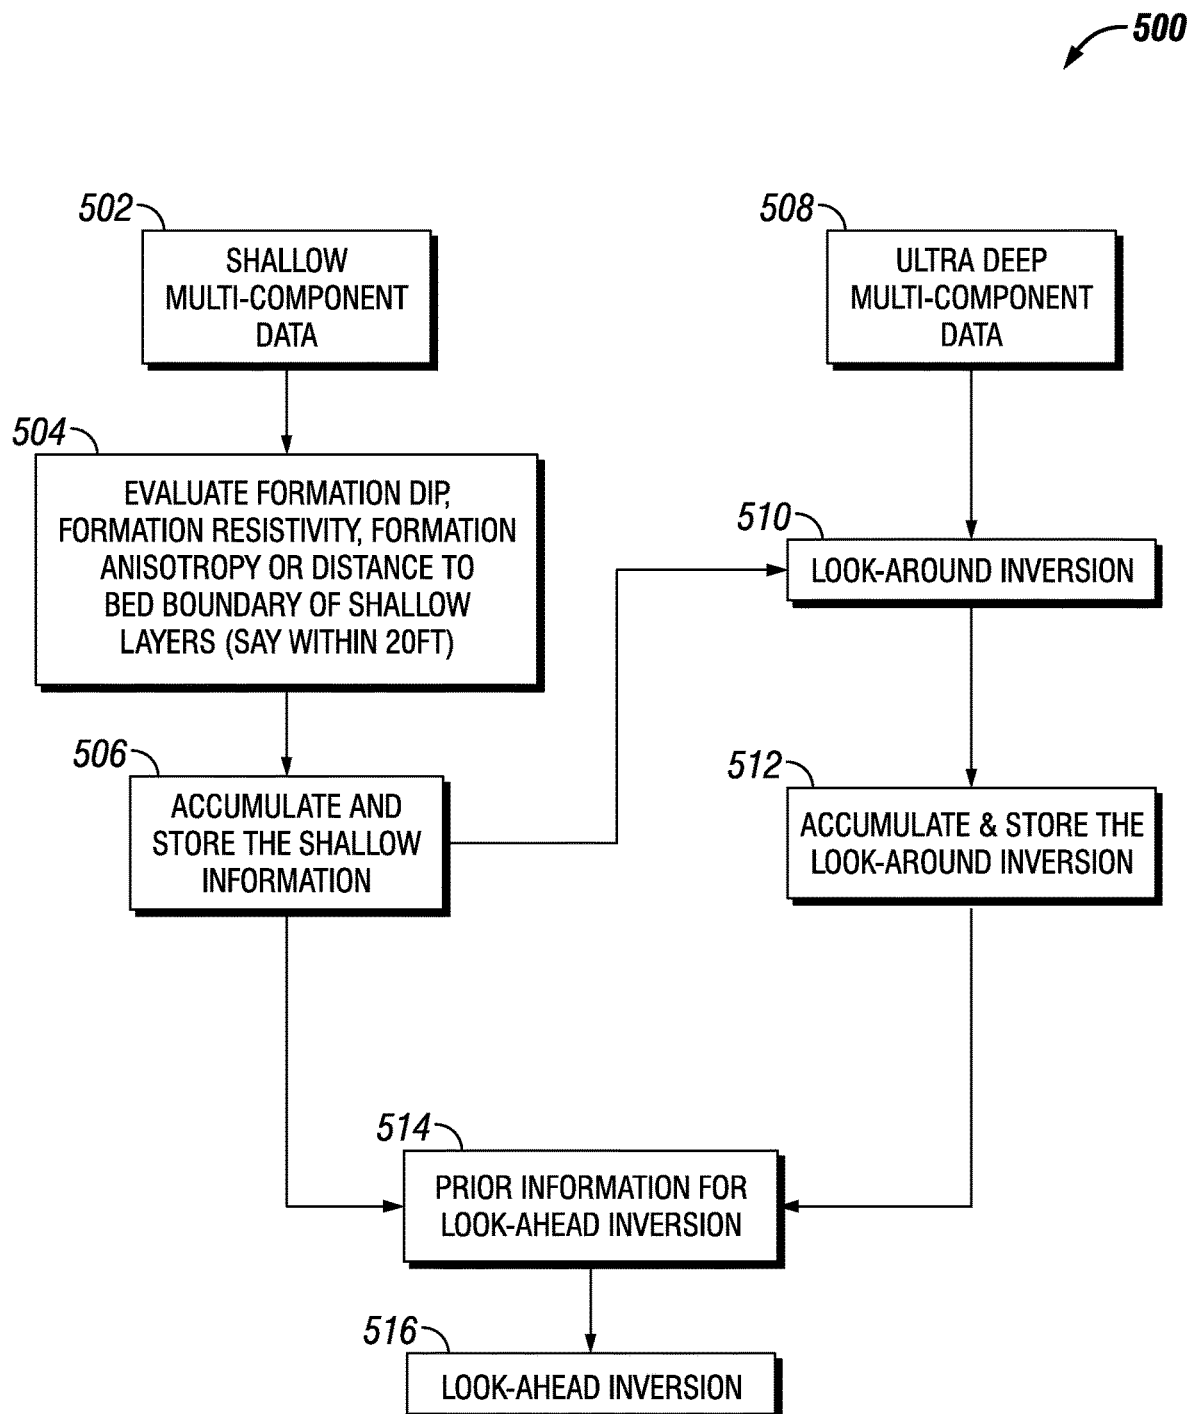 500
502
SHALLOW
MULTI-COMPONENT
DATA
508
ULTRA DEEP
MULTI-COMPONENT
DATA
504
EVALUATE FORMATION DIP,
FORMATION RESISTIVITY, FORMATION
ANISOTROPY OR DISTANCE TO
BED BOUNDARY OF SHALLOW
LAYERS (SAY WITHIN 20FT)
510
LOOK-AROUND INVERSION
506
ACCUMULATE AND
STORE THE SHALLOW
INFORMATION
512
ACCUMULATE & STORE THE
LOOK-AROUND INVERSION
514
PRIOR INFORMATION FOR
LOOK-AHEAD INVERSION
516
LOOK-AHEAD INVERSION